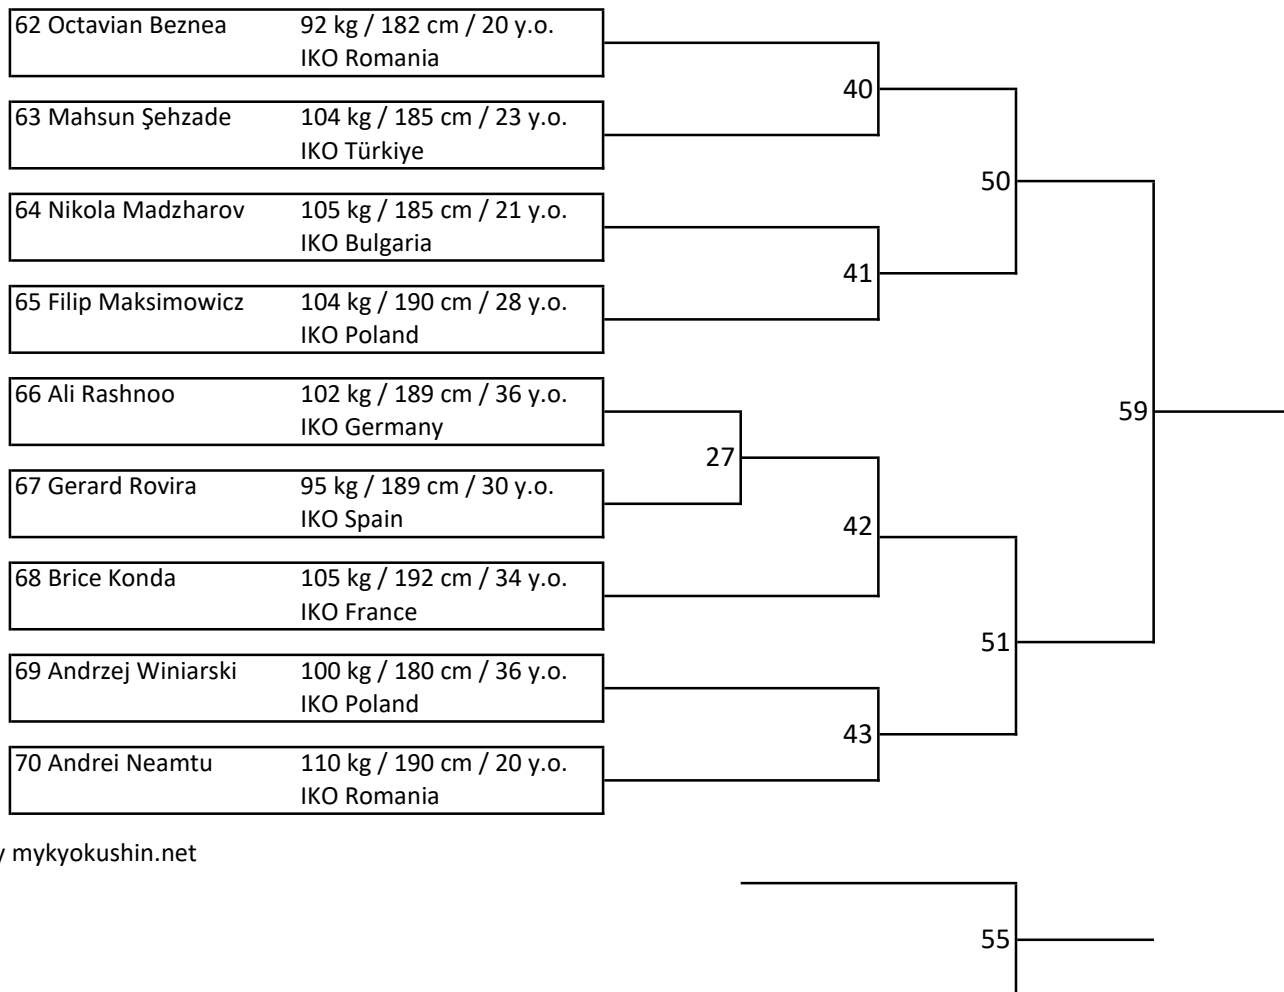 62 Octavian Beznea 92 kg / 182 cm / 20 y.o.
IKO Romania
40
63 Mahsun Şehzade 104 kg / 185 cm / 23 y.o.
IKO Türkiye
50
64 Nikola Madzharov 105 kg / 185 cm / 21 y.o.
IKO Bulgaria
41
65 Filip Maksimowicz 104 kg / 190 cm / 28 y.o.
IKO Poland
66 Ali Rashnoo 102 kg / 189 cm / 36 y.o.
IKO Germany
59
27
67 Gerard Rovira 95 kg / 189 cm / 30 y.o.
IKO Spain
42
68 Brice Konda 105 kg / 192 cm / 34 y.o.
IKO France
51
69 Andrzej Winiarski 100 kg / 180 cm / 36 y.o.
IKO Poland
43
70 Andrei Neamtu 110 kg / 190 cm / 20 y.o.
IKO Romania
mykyokushin.net
55